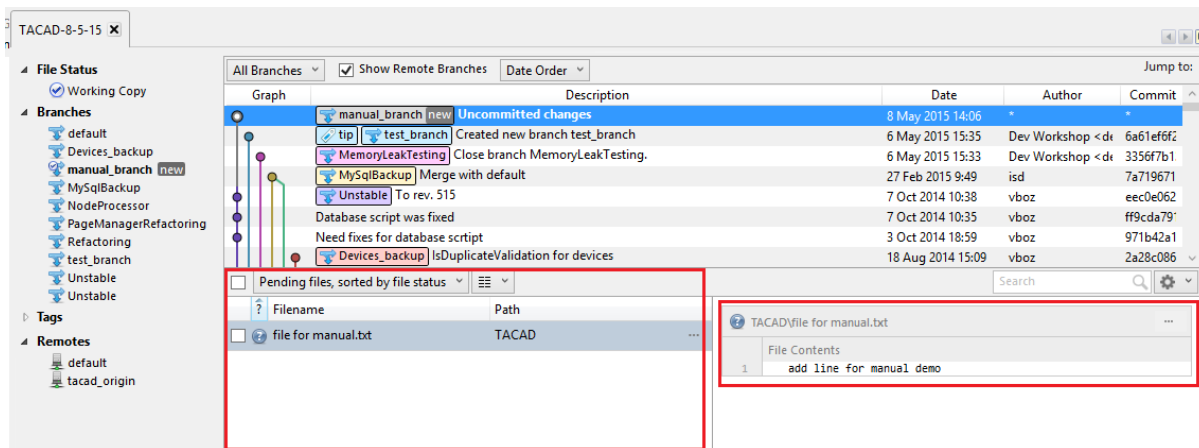 TACAD-8-5-15
File Status
Working Copy
Branches
default
Devices_backup
manual_branch new
MySqlBackup
NodeProcessor
PageManagerRefactoring
Refactoring
test_branch
Unstable
Unstable
Tags
Remotes
default
tacad_origin
All Branches Show Remote Branches Date Order Jump to:
Graph Description Date Author Commit
manual_branch new Uncommitted changes 8 May 2015 14:06 * *
tip test_branch Created new branch test_branch 6 May 2015 15:35 Dev Workshop <de 6a61ef6f2
MemoryLeakTesting Close branch MemoryLeakTesting. 6 May 2015 15:33 Dev Workshop <de 3356f7b1
MySqlBackup Merge with default 27 Feb 2015 9:49 isd 7a719671
Unstable To rev. 515 7 Oct 2014 10:38 vboz eec0e062
Database script was fixed 7 Oct 2014 10:35 vboz ff9cda79
Need fixes for database scrtipt 3 Oct 2014 18:59 vboz 971b42a1
Devices_backup IsDuplicateValidation for devices 18 Aug 2014 15:09 vboz 2a28c086
Pending files, sorted by file status Search
? Filename Path
file for manual.txt TACAD ...
TACAD\file for manual.txt ...
File Contents
1 add line for manual demo